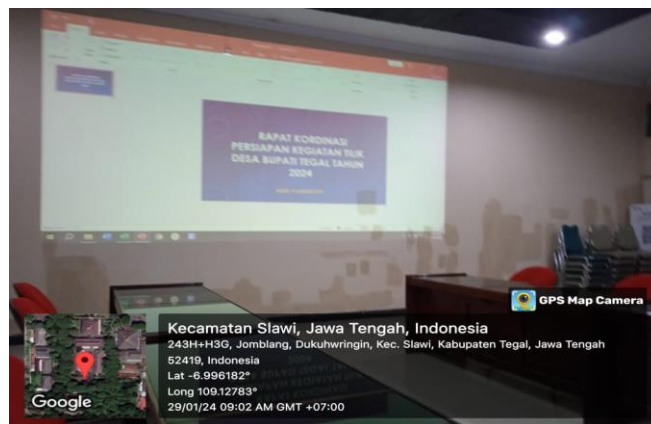 RAPAT KORDINASI
PERSIAPAN KEGIATAN TILIK
DESA BUPATI TEGAL TAHUN
2024
GPS Map Camera
Kecamatan Slawi, Jawa Tengah, Indonesia
243H+H3G, Jomblang, Dukuhwringin, Kec. Slawi, Kabupaten Tegal, Jawa Tengah
52419, Indonesia
Lat -6.996182°
Long 109.12783°
29/01/24 09:02 AM GMT +07:00
Google